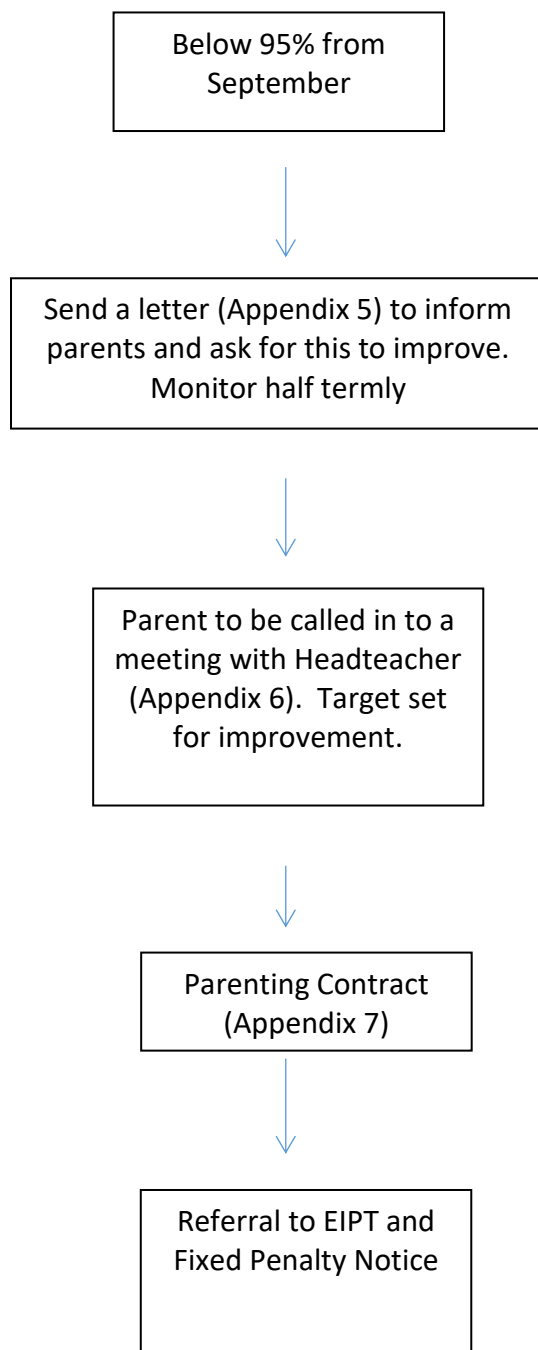 Below 95% from
September
Send a letter (Appendix 5) to inform
parents and ask for this to improve.
Monitor half termly
Parent to be called in to a
meeting with Headteacher
(Appendix 6).  Target set
for improvement.
Parenting Contract
(Appendix 7)
Referral to EIPT and
Fixed Penalty Notice